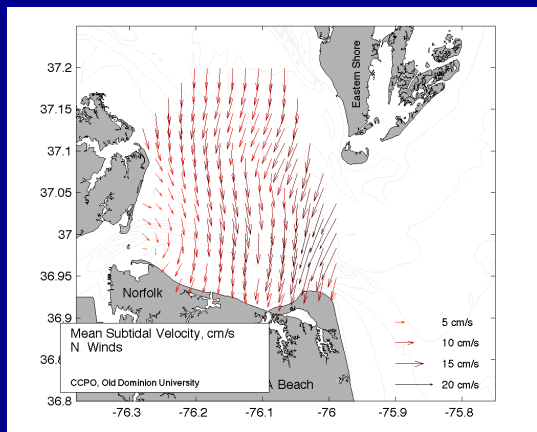 37.2
37.15
37.1
37.05
37
36.95
36.9
36.8
36.8
Eastern Shore
Norfolk
Mean Subtidal Velocity, cm/s
N Winds
CCPO, Old Dominion University
A Beach
5 cm/s
10 cm/s
15 cm/s
20 cm/s
-76.3
-76.2
-76.1
-76
-75.9
-75.8